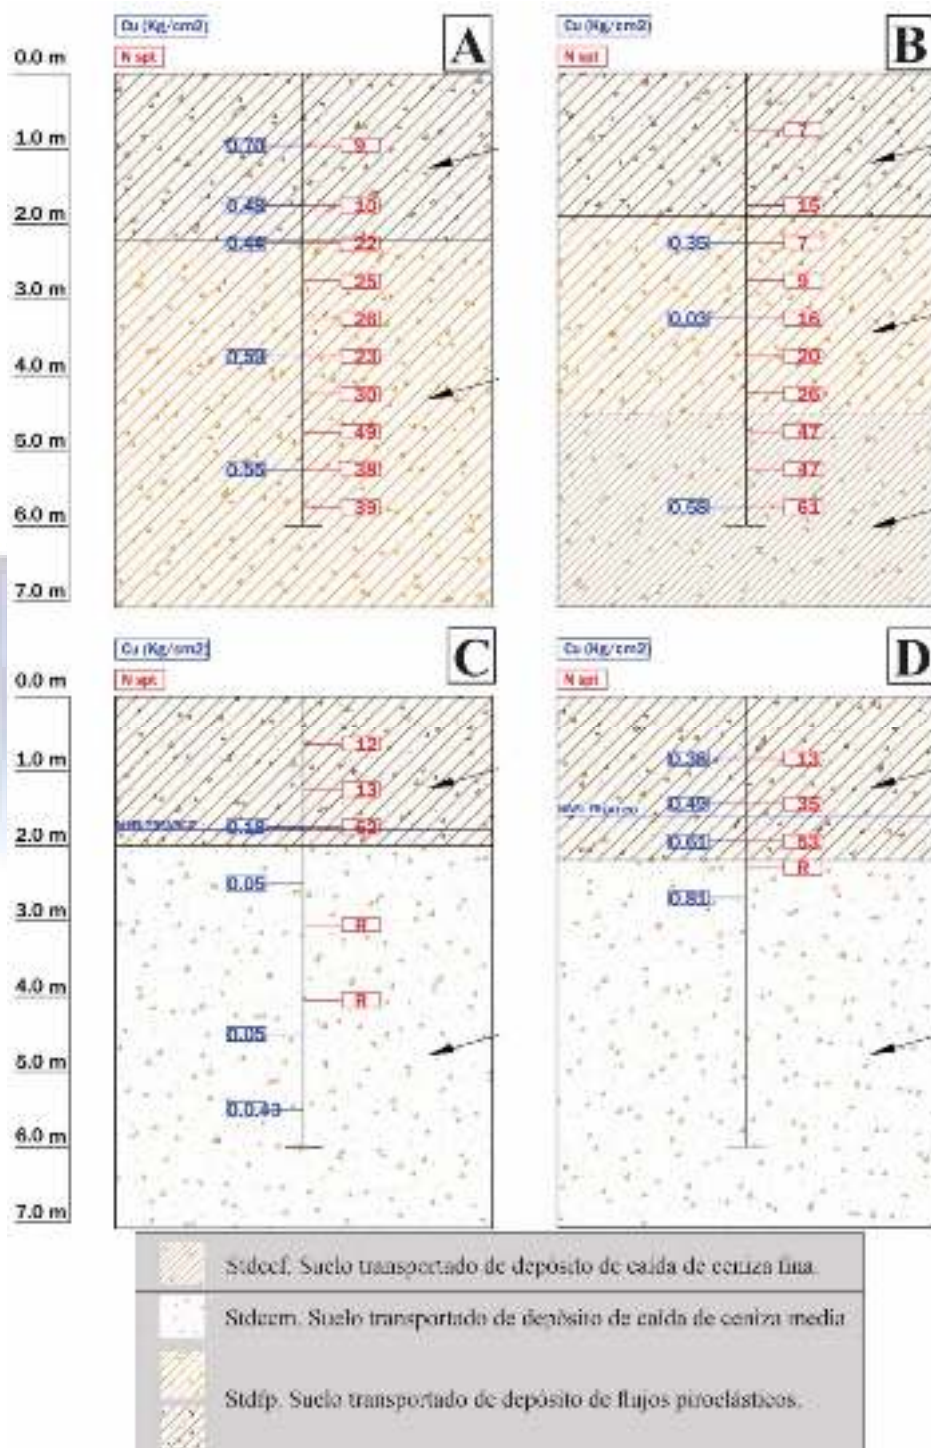 Cu (Kg/cm2)
N spt
A
0.0 m
1.0 m
2.0 m
3.0 m
4.0 m
5.0 m
6.0 m
7.0 m
0.70
9
0.48
10
0.44
22
25
26
0.59
23
30
49
0.55
38
39
Cu (Kg/cm2)
N spt
B
7
15
0.35
7
9
0.03
16
20
26
47
47
0.58
61
Cu (Kg/cm2)
N spt
C
0.0 m
1.0 m
2.0 m
3.0 m
4.0 m
5.0 m
6.0 m
7.0 m
12
13
0.18
0.05
R
R
0.05
0.0.43
Cu (Kg/cm2)
N spt
D
0.38
13
0.49
35
0.61
53
R
0.81
Stdccf. Suelo transportado de depósito de caída de ceniza fina.
Stdccm. Suelo transportado de depósito de caída de ceniza media
Stdfp. Suelo transportado de depósito de flujos piroclásticos.